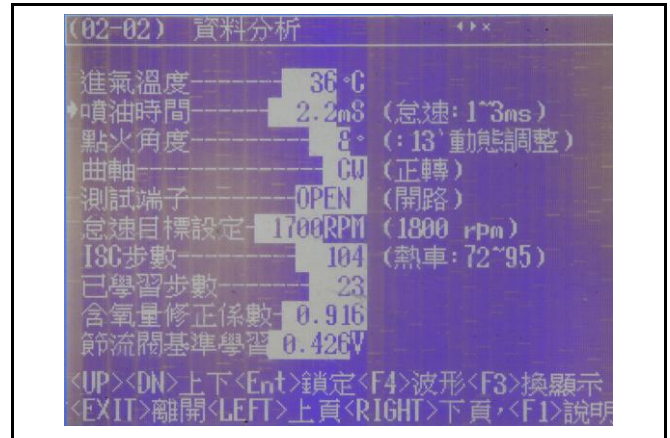 (02-02) 資料分析
進氣溫度------- 36 °C
噴油時間------- 2.2mS (怠速:1~3ms)
點火角度------- 8 ° (:13`動態調整)
曲軸----------- CW (正轉)
測試端子------- OPEN (開路)
怠速目標設定- 1700RPM (1800 rpm)
ISC步數-------- 104 (熱車:72~95)
已學習步數----- 23
含氧量修正係數- 0.916
節流閥基準學習 0.426V
<UP><DN>上下<Ent>鎖定<F4>波形<F3>換顯示
<EXIT>離開<LEFT>上頁<RIGHT>下頁,<F1>說明